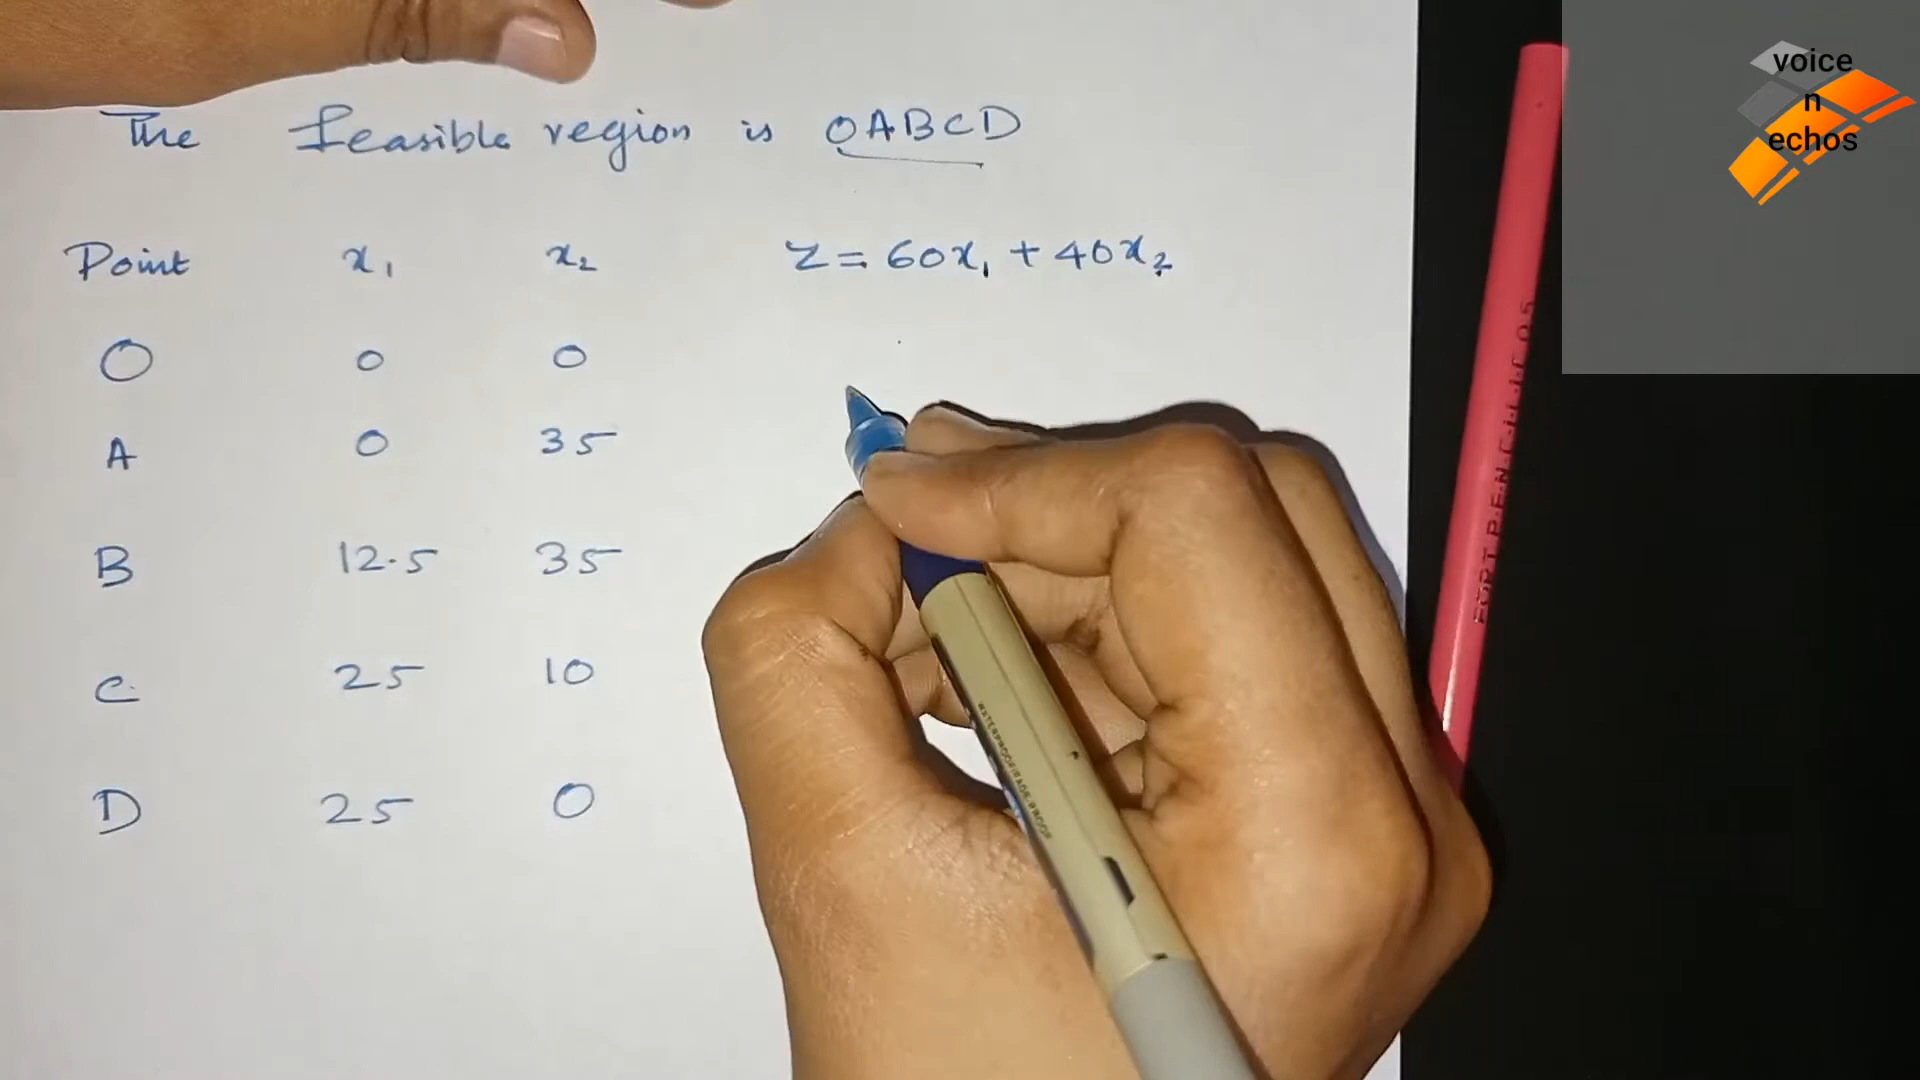 The feasible region is OABCD
Point x₁ x₂ Z = 60x₁ + 40x₂
O 0 0
A 0 35
B 12.5 35
C 25 10
D 25 0
voice
n
echos